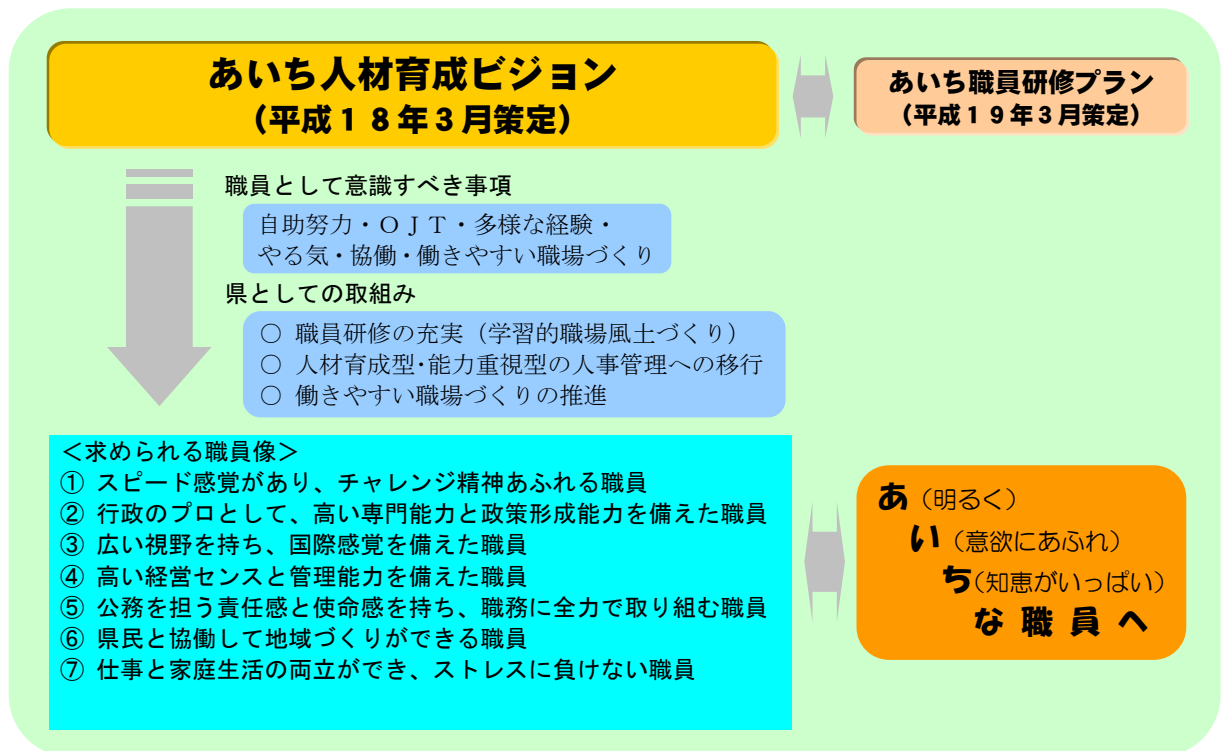 あいち人材育成ビジョン
(平成18年3月策定)
あいち職員研修プラン
(平成19年3月策定)
職員として意識すべき事項
自助努力・OJT・多様な経験・
やる気・協働・働きやすい職場づくり
県としての取組み
○ 職員研修の充実(学習的職場風土づくり)
○ 人材育成型・能力重視型の人事管理への移行
○ 働きやすい職場づくりの推進
<求められる職員像>
① スピード感覚があり、チャレンジ精神あふれる職員
② 行政のプロとして、高い専門能力と政策形成能力を備えた職員
③ 広い視野を持ち、国際感覚を備えた職員
④ 高い経営センスと管理能力を備えた職員
⑤ 公務を担う責任感と使命感を持ち、職務に全力で取り組む職員
⑥ 県民と協働して地域づくりができる職員
⑦ 仕事と家庭生活の両立ができ、ストレスに負けない職員
あ(明るく)
い(意欲にあふれ)
ち(知恵がいっぱい)
な職員へ